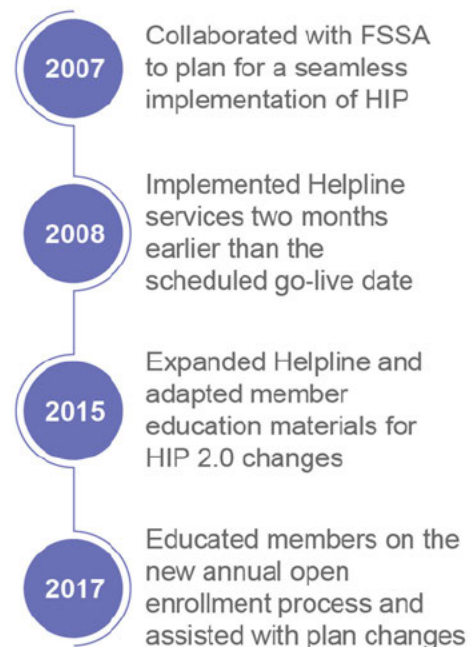 2007
Collaborated with FSSA
to plan for a seamless
implementation of HIP
2008
Implemented Helpline
services two months
earlier than the
scheduled go-live date
2015
Expanded Helpline and
adapted member
education materials for
HIP 2.0 changes
2017
Educated members on the
new annual open
enrollment process and
assisted with plan changes